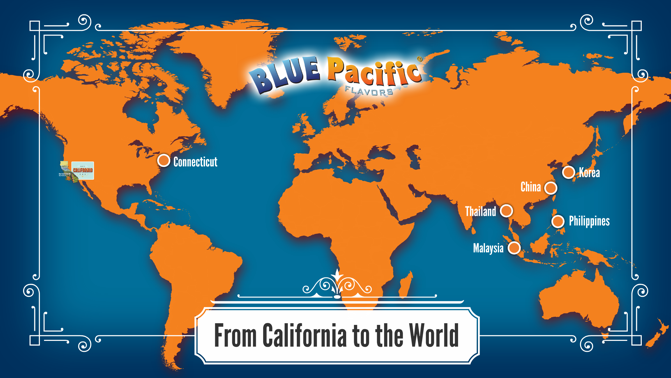 BLUE Pacific®
FLAVORS
Connecticut
CALIFORNIA
Korea
China
Thailand
Philippines
Malaysia
From California to the World